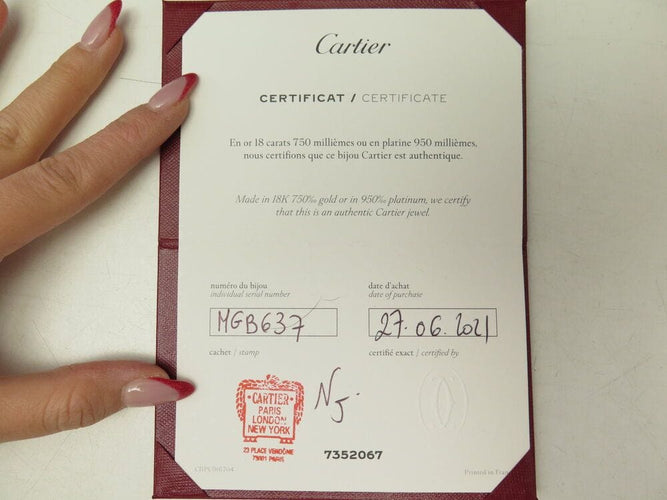 Cartier
CERTIFICAT / CERTIFICATE
En or 18 carats 750 millièmes ou en platine 950 millièmes,
nous certifions que ce bijou Cartier est authentique.
Made in 18K 750‰ gold or in 950‰ platinum, we certify
that this is an authentic Cartier jewel.
numéro du bijou
individual serial number
MGB637
date d'achat
date of purchase
27.06.2021
cachet / stamp
certifié exact / certified by
CARTIER
PARIS
LONDON
NEW YORK
23 PLACE VENDÔME
75001 PARIS
NJ.
7352067
Printed in France